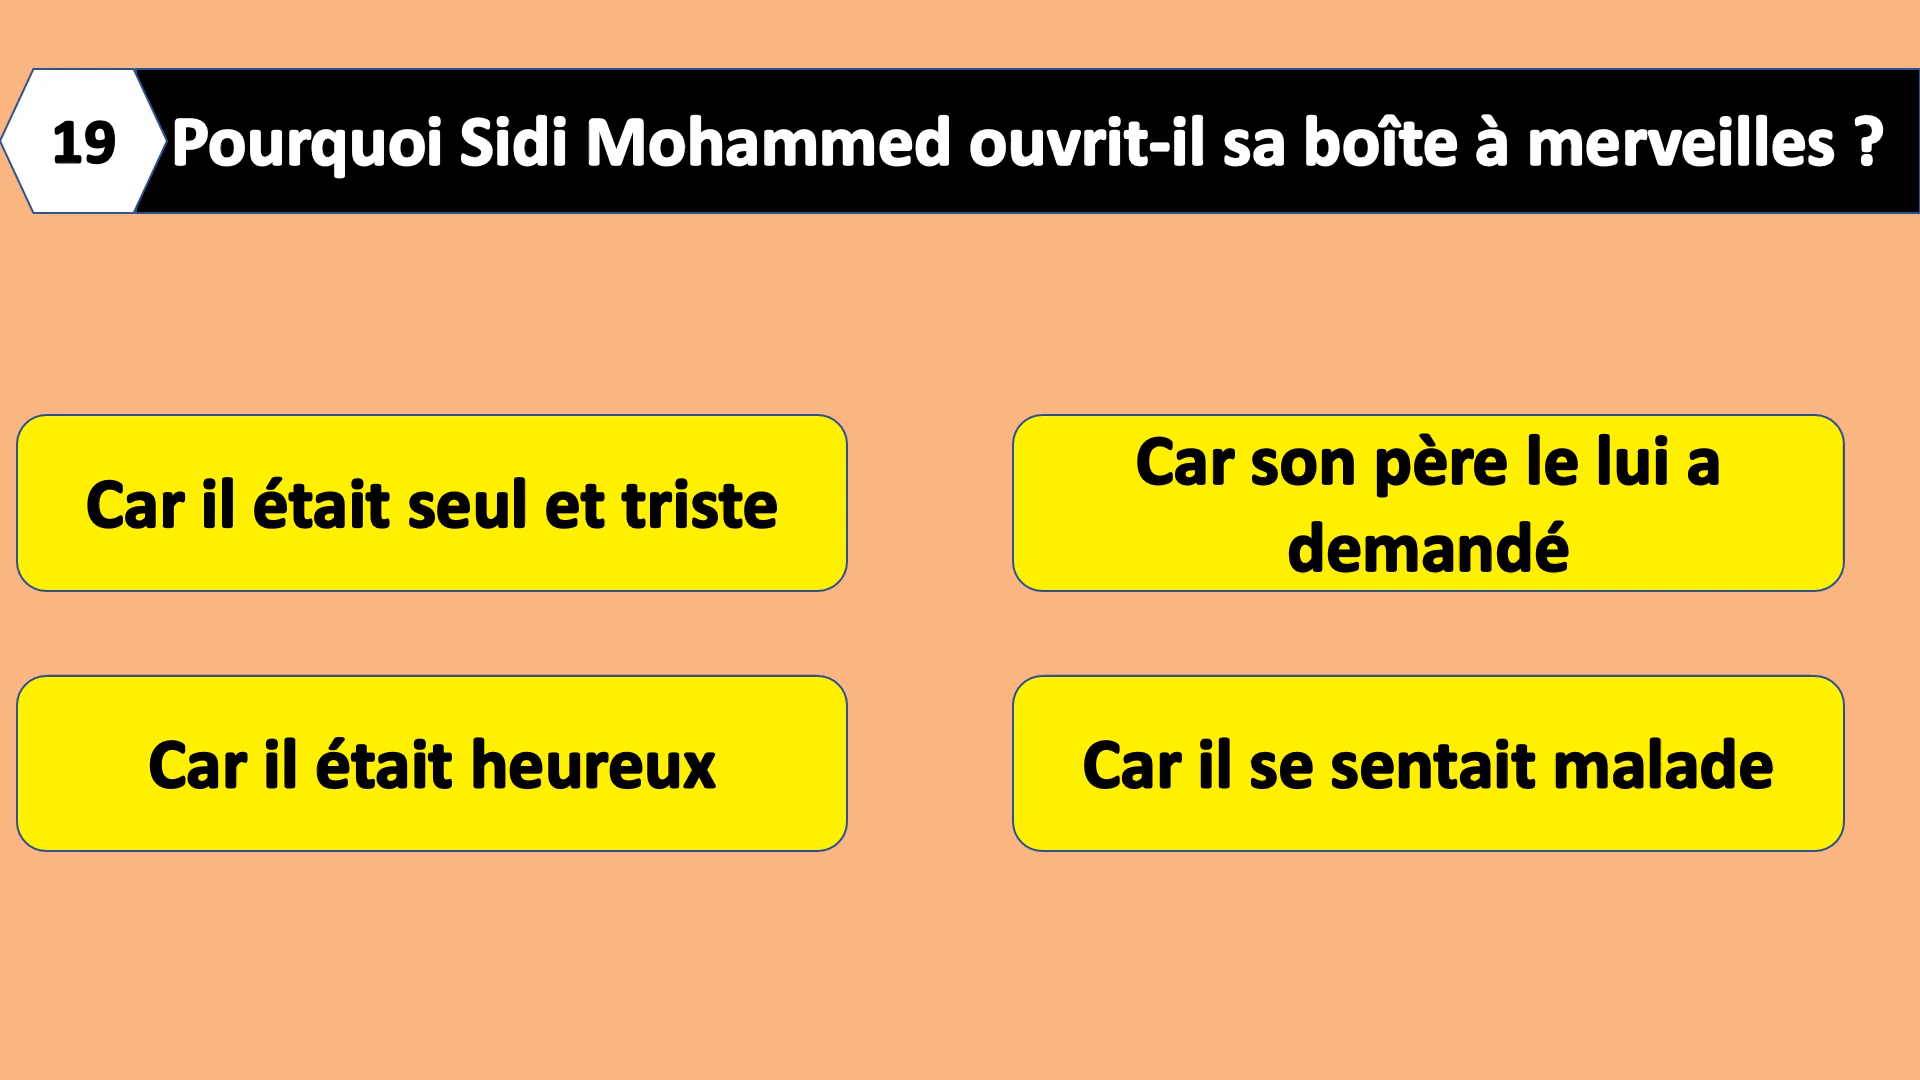 19
Pourquoi Sidi Mohammed ouvrit-il sa boîte à merveilles ?
Car il était seul et triste
Car son père le lui a
demandé
Car il était heureux
Car il se sentait malade